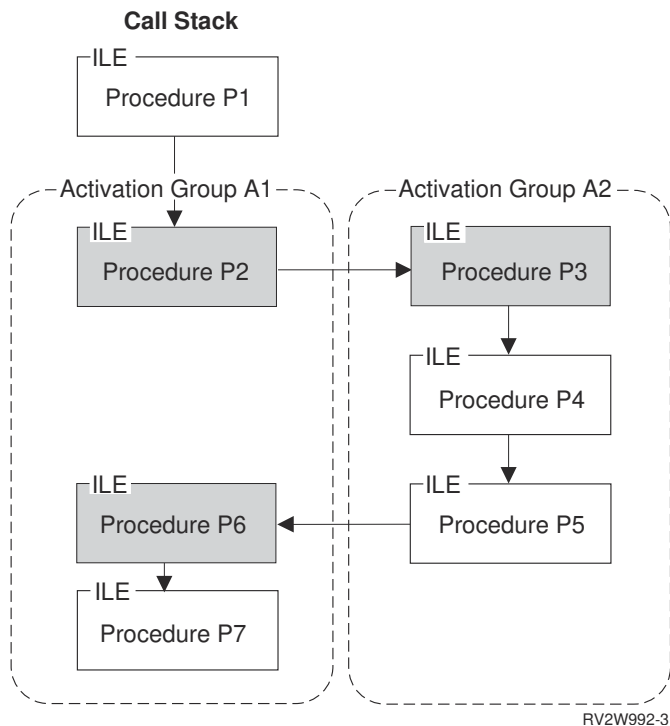 Call Stack
ILE
Procedure P1
Activation Group A1
Activation Group A2
ILE
Procedure P2
ILE
Procedure P3
ILE
Procedure P4
ILE
Procedure P6
ILE
Procedure P5
ILE
Procedure P7
RV2W992-3